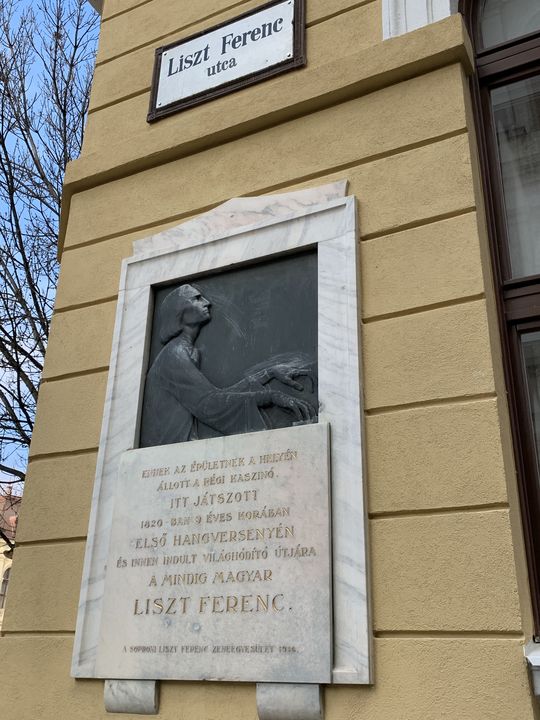 Liszt Ferenc
utca
ENNEK AZ ÉPÜLETNEK A HELYÉN
ÁLLOTT A RÉGI KASZINÓ.
ITT JÁTSZOTT
1820-BAN 9 ÉVES KORÁBAN
ELSŐ HANGVERSENYÉN
ÉS INNEN INDULT VILÁGHÓDÍTÓ ÚTJÁRA
A MINDIG MAGYAR
LISZT FERENC.
A SOPRONI LISZT FERENC ZENEEGYESÜLET 1936.